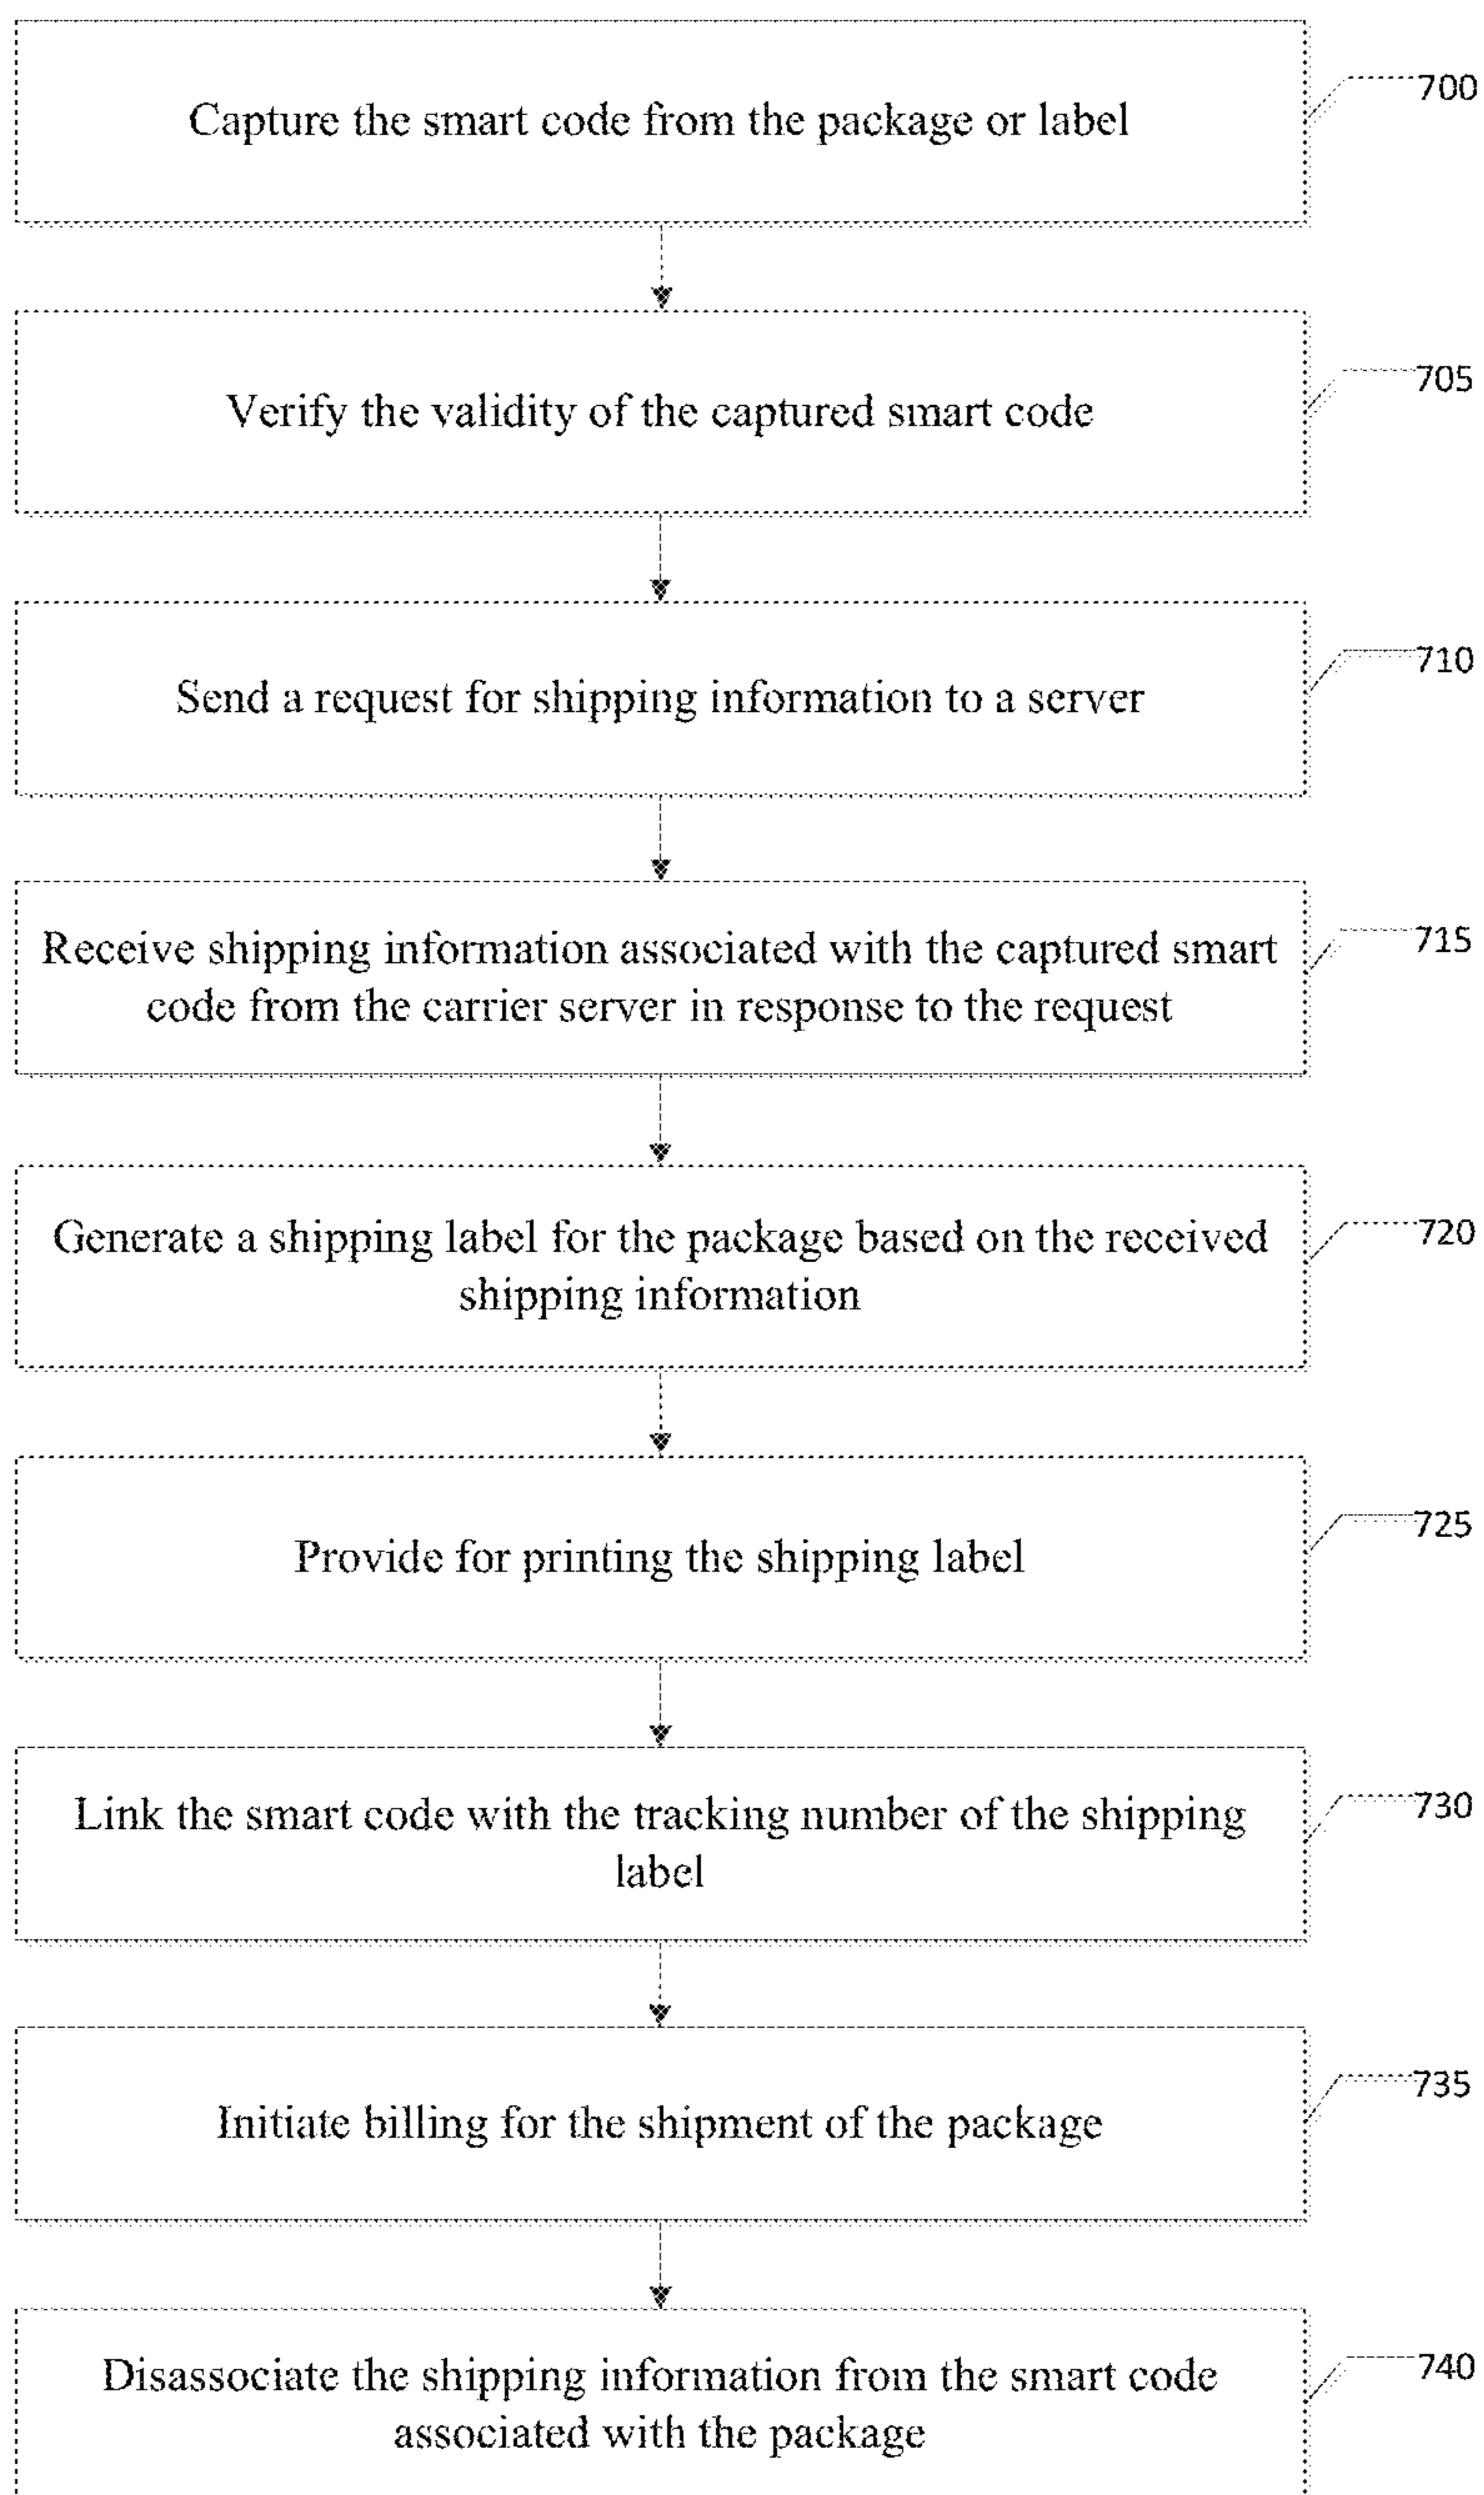 Capture the smart code from the package or label
700
Verify the validity of the captured smart code
705
Send a request for shipping information to a server
710
Receive shipping information associated with the captured smart
code from the carrier server in response to the request
715
Generate a shipping label for the package based on the received
shipping information
720
Provide for printing the shipping label
725
Link the smart code with the tracking number of the shipping
label
730
Initiate billing for the shipment of the package
735
Disassociate the shipping information from the smart code
associated with the package
740